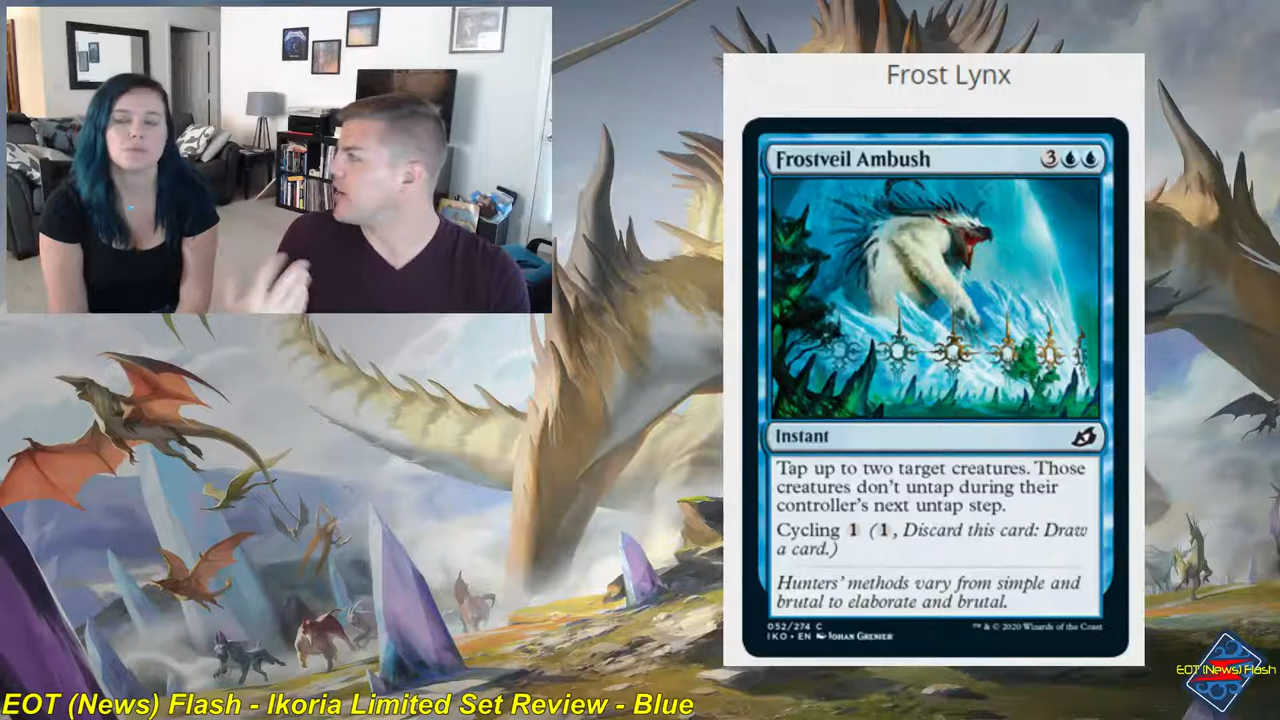 Frost Lynx
Frostveil Ambush 3
Instant
Tap up to two target creatures. Those
creatures don't untap during their
controller's next untap step.
Cycling 1 (1, Discard this card: Draw
a card.)
Hunters' methods vary from simple and
brutal to elaborate and brutal.
052/274 C
IKO • EN Johan Grenier
™ & © 2020 Wizards of the Coast
EOT (News) Flash
EOT (News) Flash - Ikoria Limited Set Review - Blue